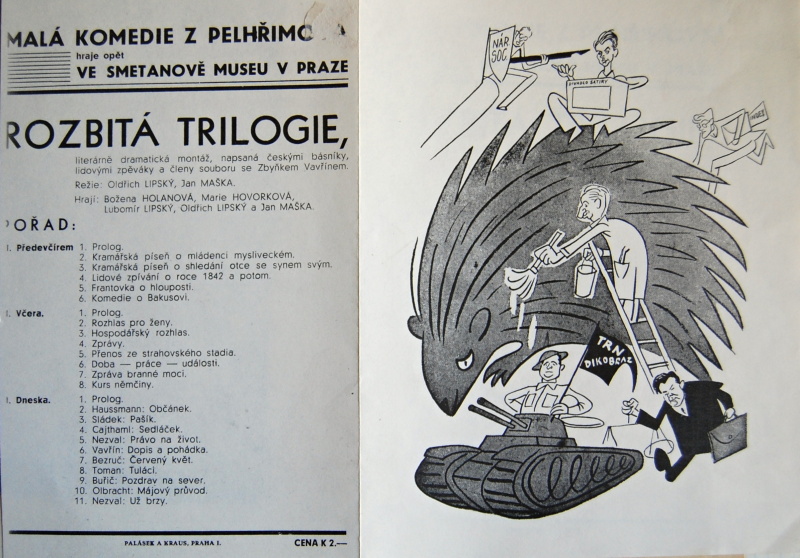 MALÁ KOMEDIE Z PELHŘIMO
hraje opět
VE SMETANOVĚ MUSEU V PRAZE
ROZBITÁ TRILOGIE,
literárně dramatická montáž, napsaná českými básníky,
lidovými zpěváky a členy souboru se Zbyňkem Vavřínem.
Režie: Oldřich LIPSKÝ, Jan MAŠKA.
Hrají: Božena HOLANOVÁ, Marie HOVORKOVÁ,
Lubomír LIPSKÝ, Oldřich LIPSKÝ a Jan MAŠKA.
POŘAD:
I. Předevčírem
1. Prolog.
2. Kramářská píseň o mládenci mysliveckém.
3. Kramářská píseň o shledání otce se synem svým.
4. Lidové zpívání o roce 1842 a potom.
5. Frantovka o hlouposti.
6. Komedie o Bakusovi.
I. Včera.
1. Prolog.
2. Rozhlas pro ženy.
3. Hospodářský rozhlas.
4. Zprávy.
5. Přenos ze strahovského stadia.
6. Doba — práce — události.
7. Zpráva branné moci.
8. Kurs němčiny.
I. Dneska.
1. Prolog.
2. Haussmann: Občánek.
3. Sládek: Pašík.
4. Cajthaml: Sedláček.
5. Nezval: Právo na život.
6. Vavřín: Dopis a pohádka.
7. Bezruč: Červený květ.
8. Toman: Tuláci.
9. Buřič: Pozdrav na sever.
10. Olbracht: Májový průvod.
11. Nezval: Už brzy.
PALÁSEK A KRAUS, PRAHA I.
CENA K 2.—
NÁR.
SOC.
DIVADLO SATIRY
TRN
DIKOBRAZ